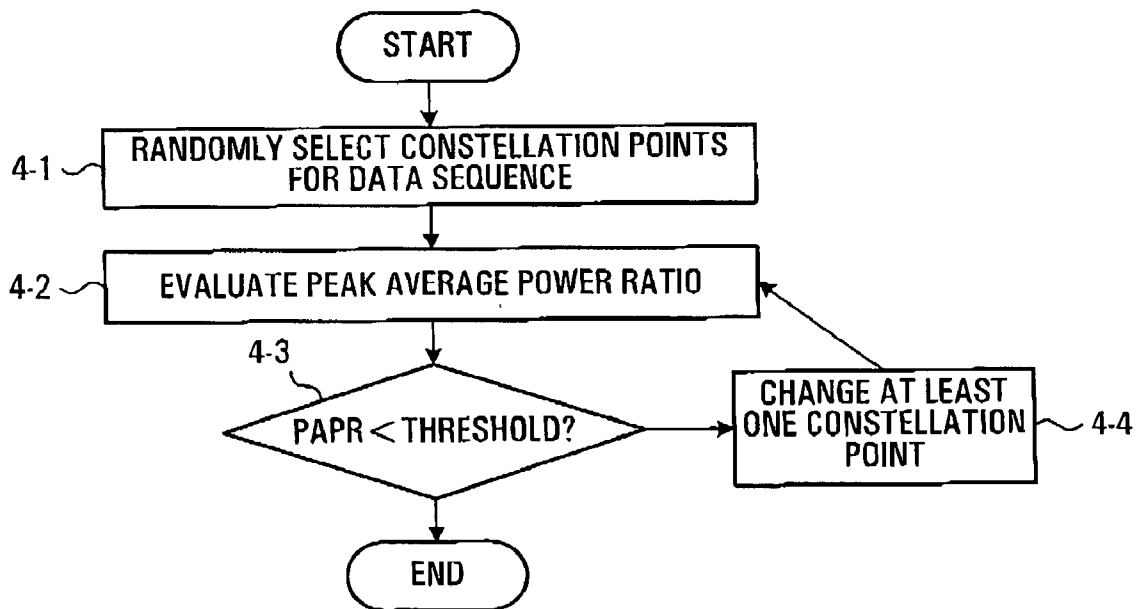 START
4-1
RANDOMLY SELECT CONSTELLATION POINTS
FOR DATA SEQUENCE
4-2
EVALUATE PEAK AVERAGE POWER RATIO
4-3
PAPR < THRESHOLD?
CHANGE AT LEAST
ONE CONSTELLATION
POINT
4-4
END